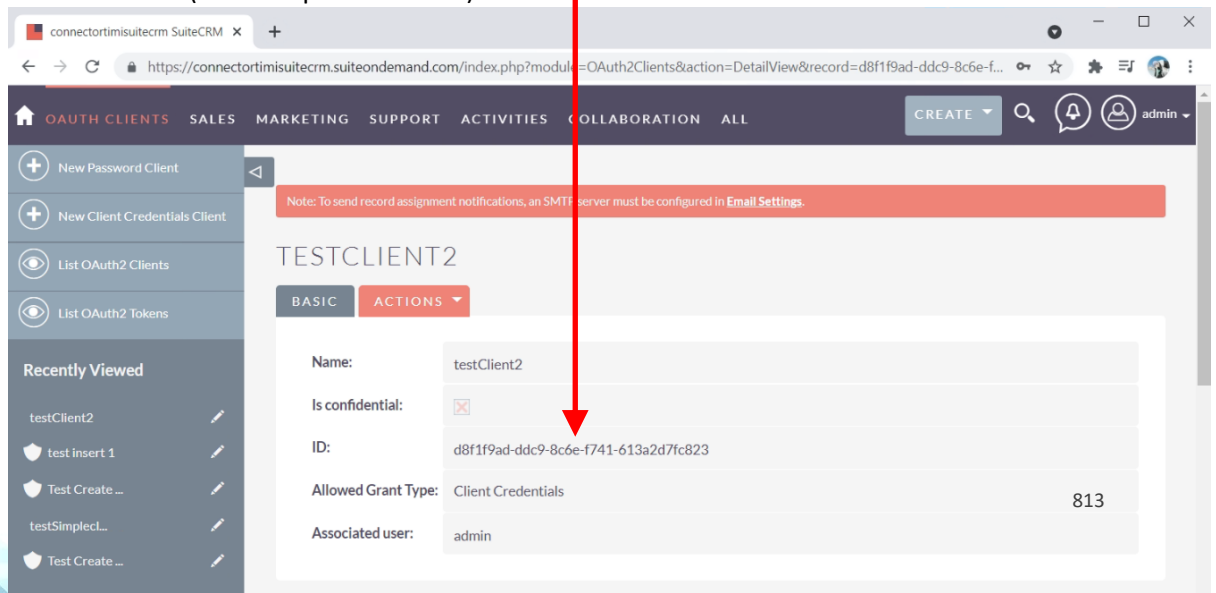 connectortimisuitecrm SuiteCRM
https://connectortimisuitecrm.suiteondemand.com/index.php?module=OAuth2Clients&action=DetailView&record=d8f1f9ad-ddc9-8c6e-f...
OAUTH CLIENTS SALES MARKETING SUPPORT ACTIVITIES COLLABORATION ALL CREATE admin
New Password Client
New Client Credentials Client
List OAuth2 Clients
List OAuth2 Tokens
Recently Viewed
testClient2
test insert 1
Test Create ...
testSimplecl...
Test Create ...
Note: To send record assignment notifications, an SMTP server must be configured in Email Settings.
TESTCLIENT2
BASIC ACTIONS
Name: testClient2
Is confidential:
ID: d8f1f9ad-ddc9-8c6e-f741-613a2d7fc823
Allowed Grant Type: Client Credentials
813
Associated user: admin